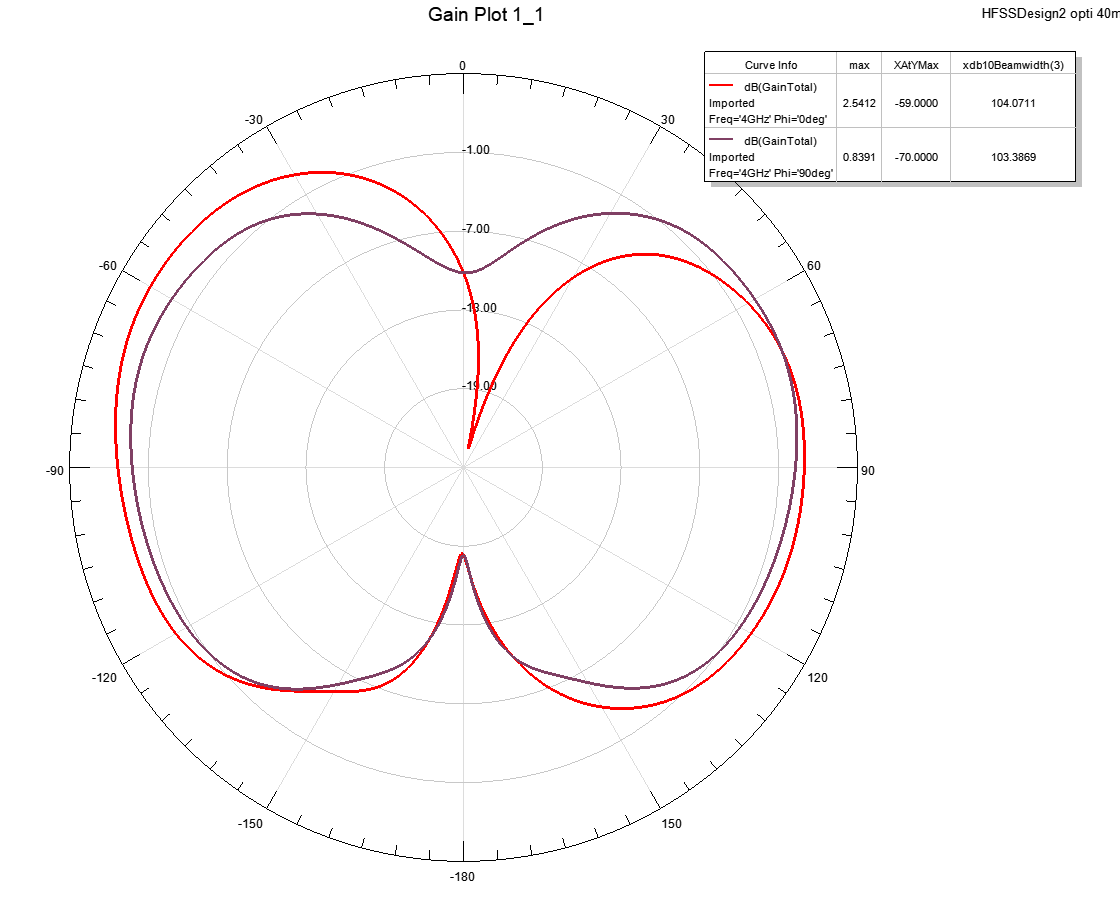 Gain Plot 1_1
HFSSDesign2 opti 40m
Curve Info max XAtYMax xdb10Beamwidth(3)
dB(GainTotal)
Imported 2.5412 -59.0000 104.0711
Freq='4GHz' Phi='0deg'
dB(GainTotal)
Imported 0.8391 -70.0000 103.3869
Freq='4GHz' Phi='90deg'
0
-30 30
-1.00
-7.00
-60 60
-13.00
-19.00
-90 90
-120 120
-150 150
-180